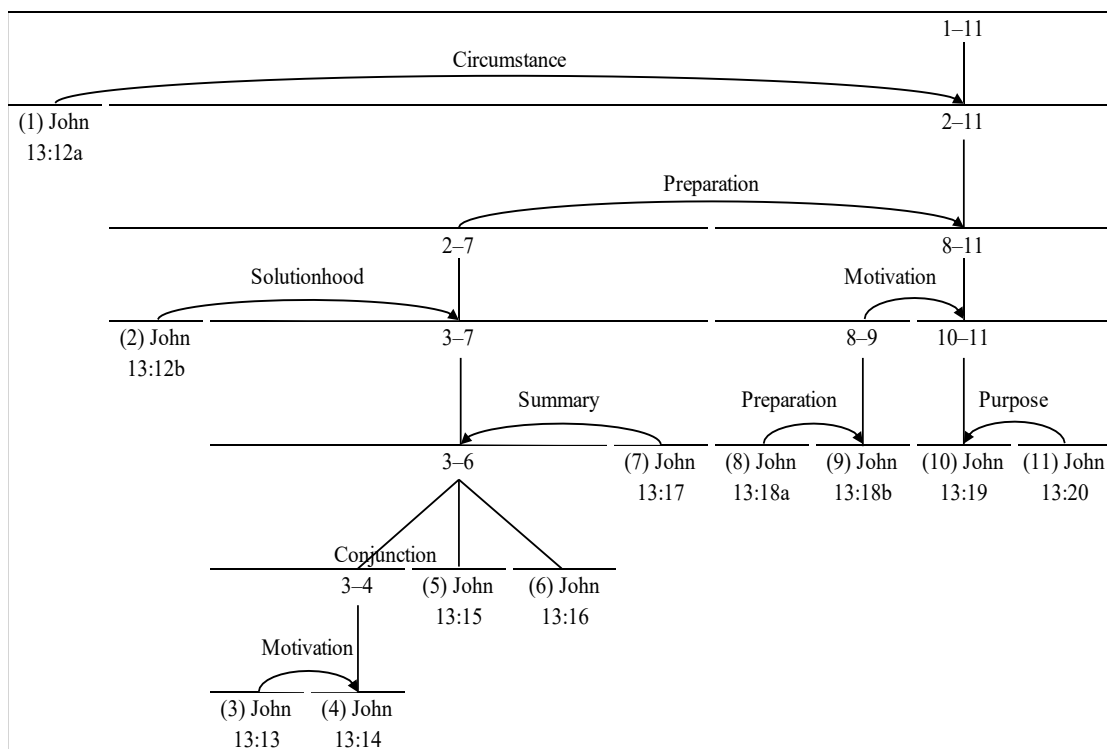 1–11
Circumstance
(1) John
13:12a
2–11
Preparation
2–7
8–11
Solutionhood
Motivation
(2) John
13:12b
3–7
8–9
10–11
Summary
Preparation
Purpose
3–6
(7) John
13:17
(8) John
13:18a
(9) John
13:18b
(10) John
13:19
(11) John
13:20
Conjunction
3–4
(5) John
13:15
(6) John
13:16
Motivation
(3) John
13:13
(4) John
13:14